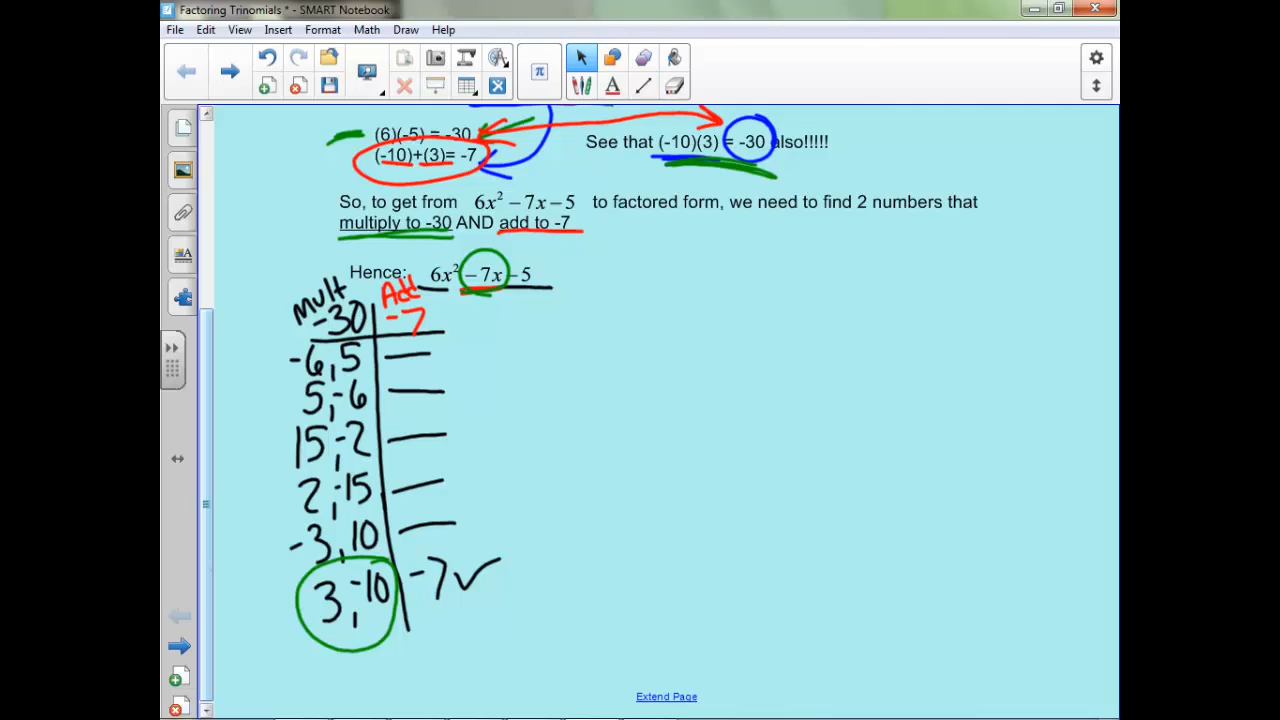 Factoring Trinomials * - SMART Notebook
File Edit View Insert Format Math Draw Help
π
A
(6)(-5) = -30
(-10)+(3)= -7
See that (-10)(3) = -30 also!!!!!
So, to get from 6x² − 7x − 5 to factored form, we need to find 2 numbers that
multiply to -30 AND add to -7
Hence: 6x² − 7x − 5
mult Add
-30 -7
-6, 5
5, -6
15, -2
2, -15
-3, 10
3, -10 -7 ✓
Extend Page